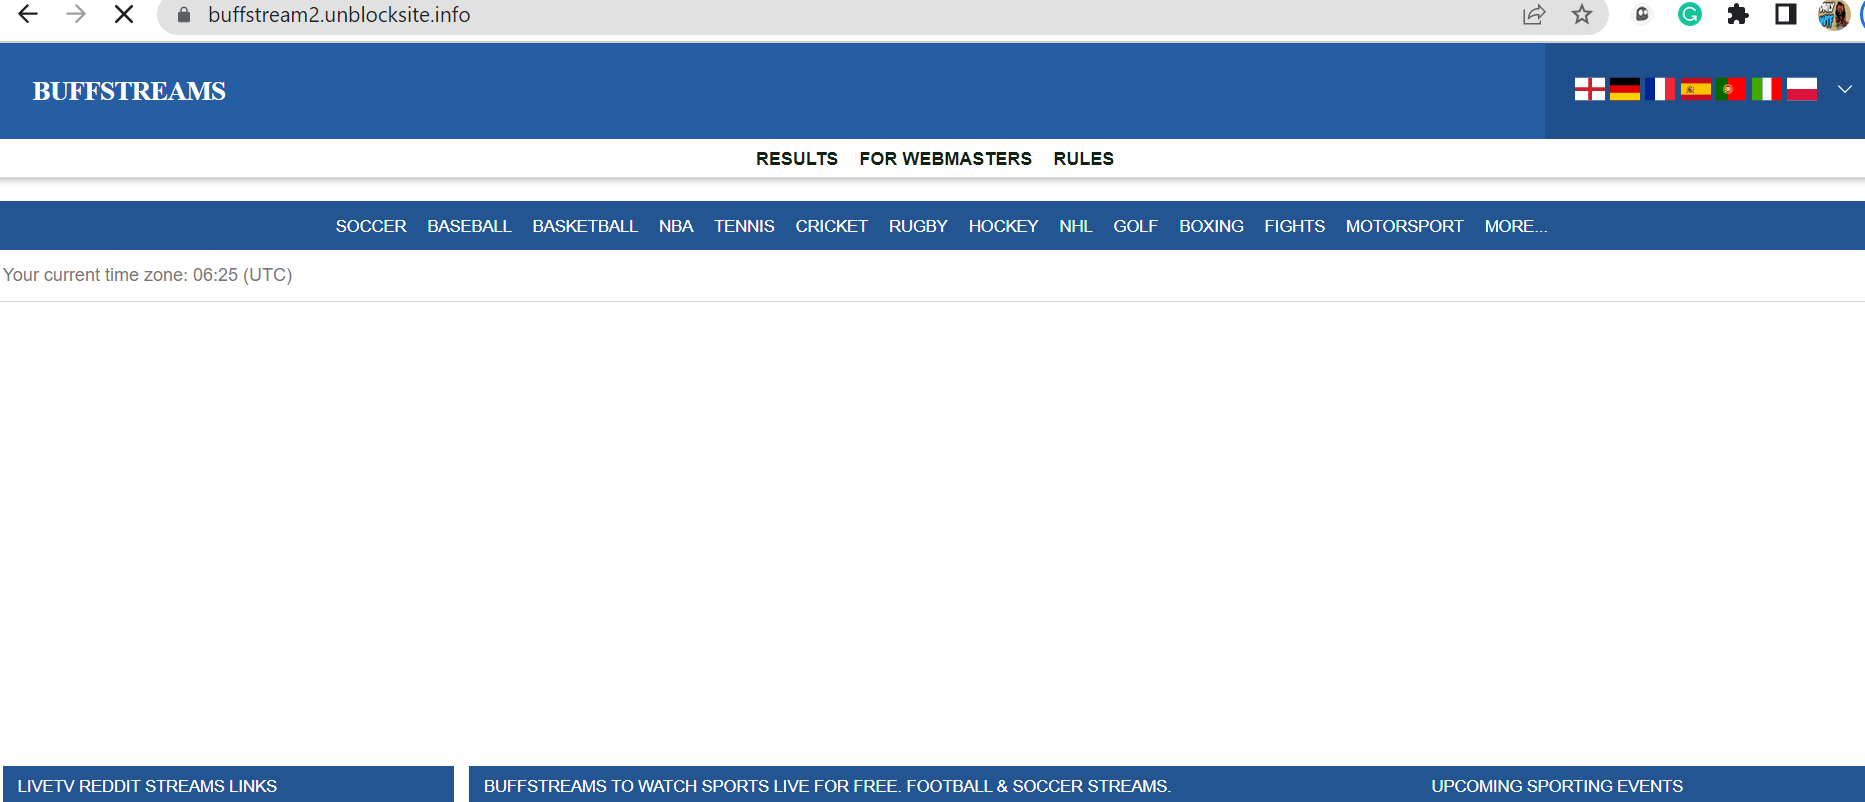 buffstream2.unblocksite.info
BUFFSTREAMS
RESULTS FOR WEBMASTERS RULES
SOCCER BASEBALL BASKETBALL NBA TENNIS CRICKET RUGBY HOCKEY NHL GOLF BOXING FIGHTS MOTORSPORT MORE...
Your current time zone: 06:25 (UTC)
LIVETV REDDIT STREAMS LINKS
BUFFSTREAMS TO WATCH SPORTS LIVE FOR FREE. FOOTBALL & SOCCER STREAMS.
UPCOMING SPORTING EVENTS